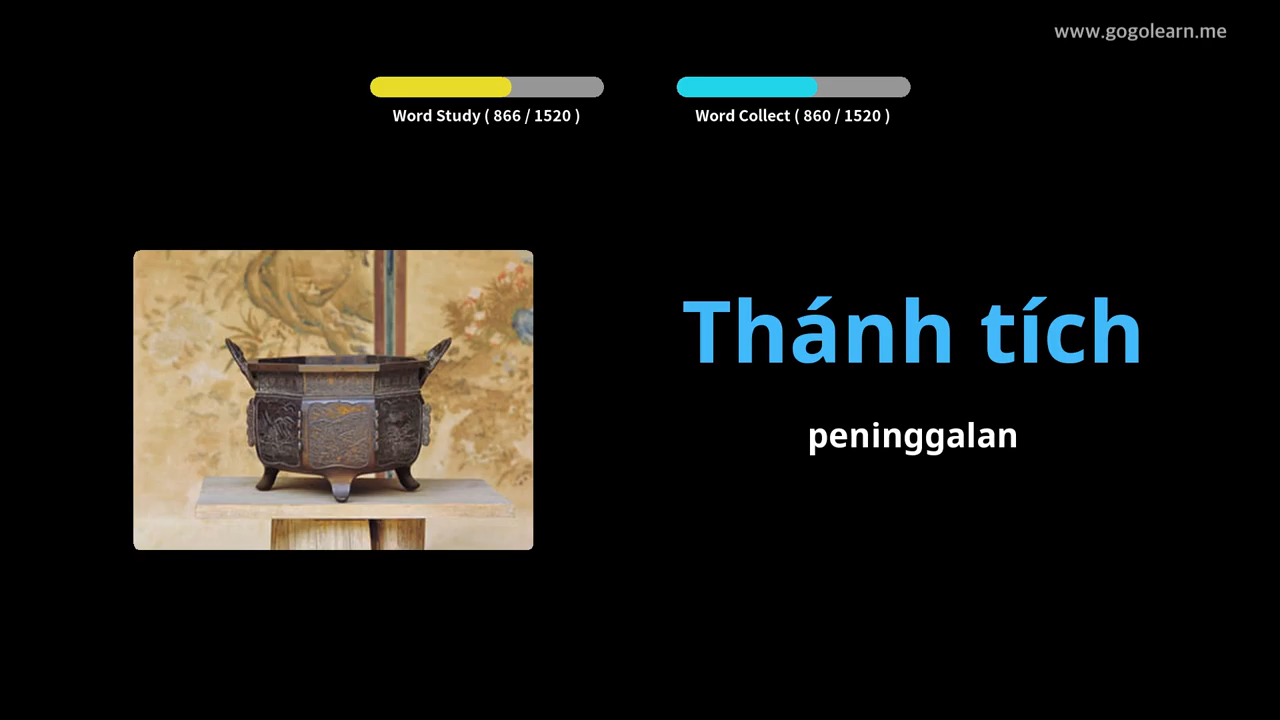 www.gogolearn.me
Word Study ( 866 / 1520 )
Word Collect ( 860 / 1520 )
Thánh tích
peninggalan